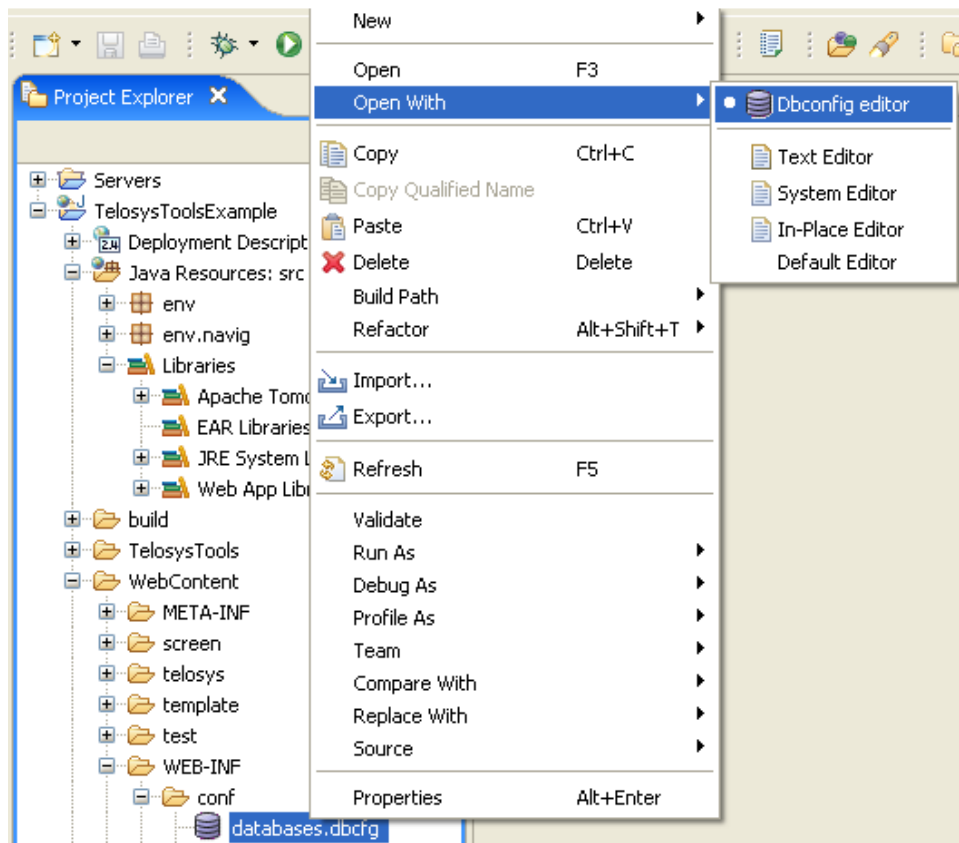 New
Open F3
Open With
Copy Ctrl+C
Copy Qualified Name
Paste Ctrl+V
Delete Delete
Build Path
Refactor Alt+Shift+T
Import...
Export...
Refresh F5
Validate
Run As
Debug As
Profile As
Team
Compare With
Replace With
Source
Properties Alt+Enter
Dbconfig editor
Text Editor
System Editor
In-Place Editor
Default Editor
Project Explorer
Servers
TelosysToolsExample
2.4 Deployment Descript
Java Resources: src
env
env.navig
Libraries
Apache Tomc
EAR Libraries
JRE System L
Web App Lib
build
TelosysTools
WebContent
META-INF
screen
telosys
template
test
WEB-INF
conf
databases.dbcfg